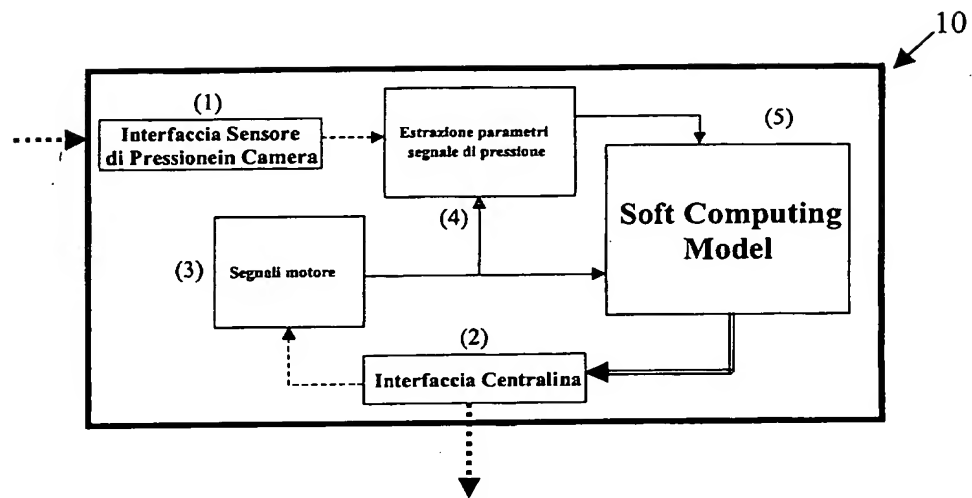 10
(1)
Interfaccia Sensore
di Pressionein Camera
Estrazione parametri
segnale di pressione
(5)
Soft Computing
Model
(4)
(3)
Segnali motore
(2)
Interfaccia Centralina